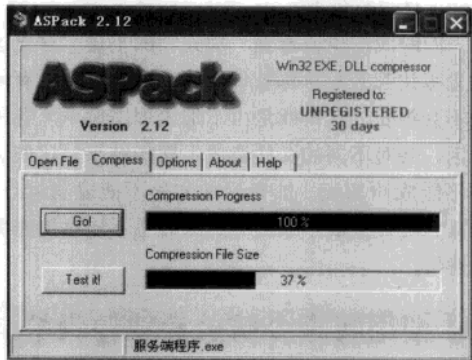 ASPack 2.12
ASPack
Version 2.12
Win32 EXE, DLL compressor
Registered to:
UNREGISTERED
30 days
Open File Compress Options About Help
Compression Progress
Go! 100 %
Compression File Size
Test it! 37 %
服务端程序.exe